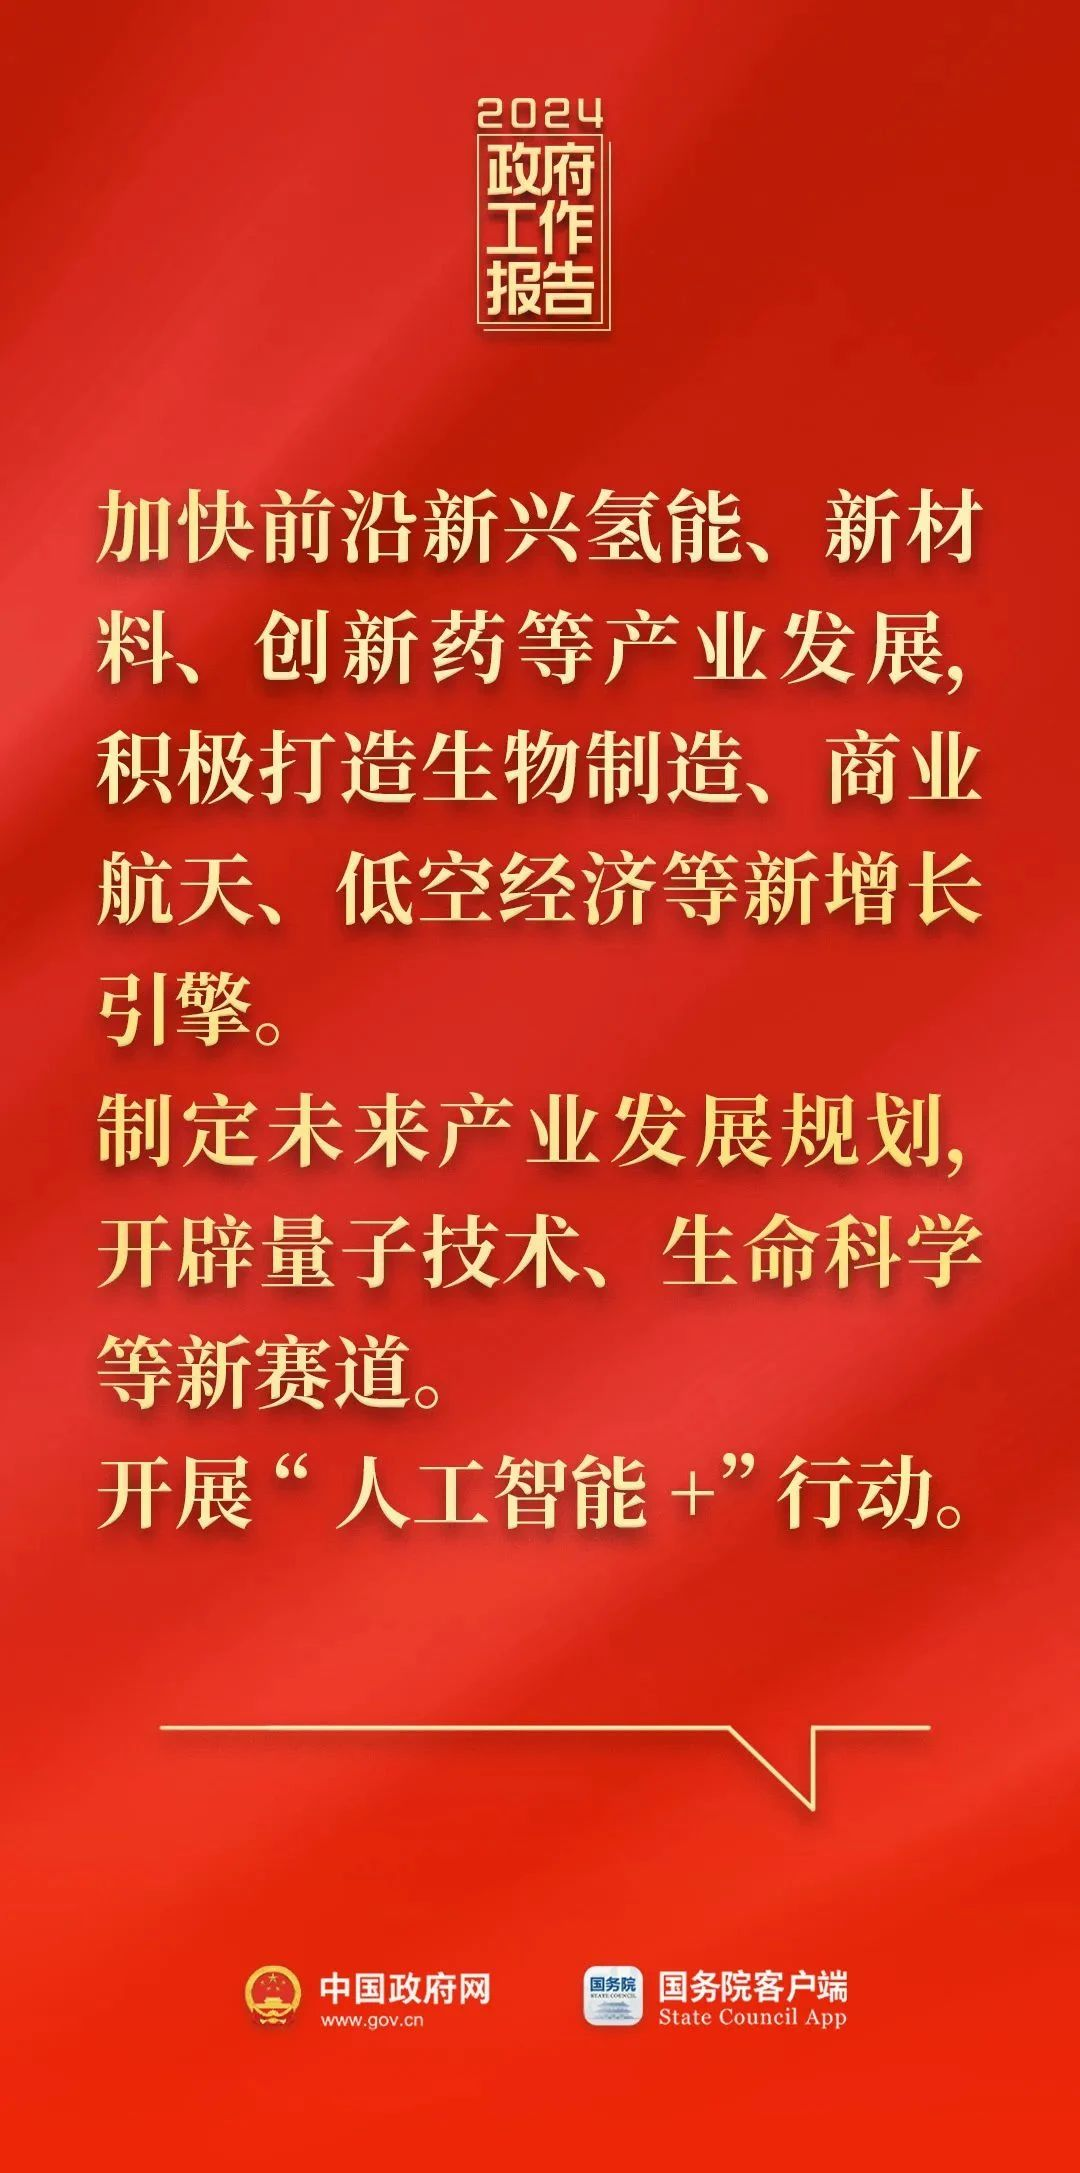 2024
政府
工作
报告
加快前沿新兴氢能、新材
料、创新药等产业发展,
积极打造生物制造、商业
航天、低空经济等新增长
引擎。
制定未来产业发展规划,
开辟量子技术、生命科学
等新赛道。
开展“人工智能+”行动。
中国政府网
www.gov.cn
国务院
STATE COUNCIL
国务院客户端
State Council App